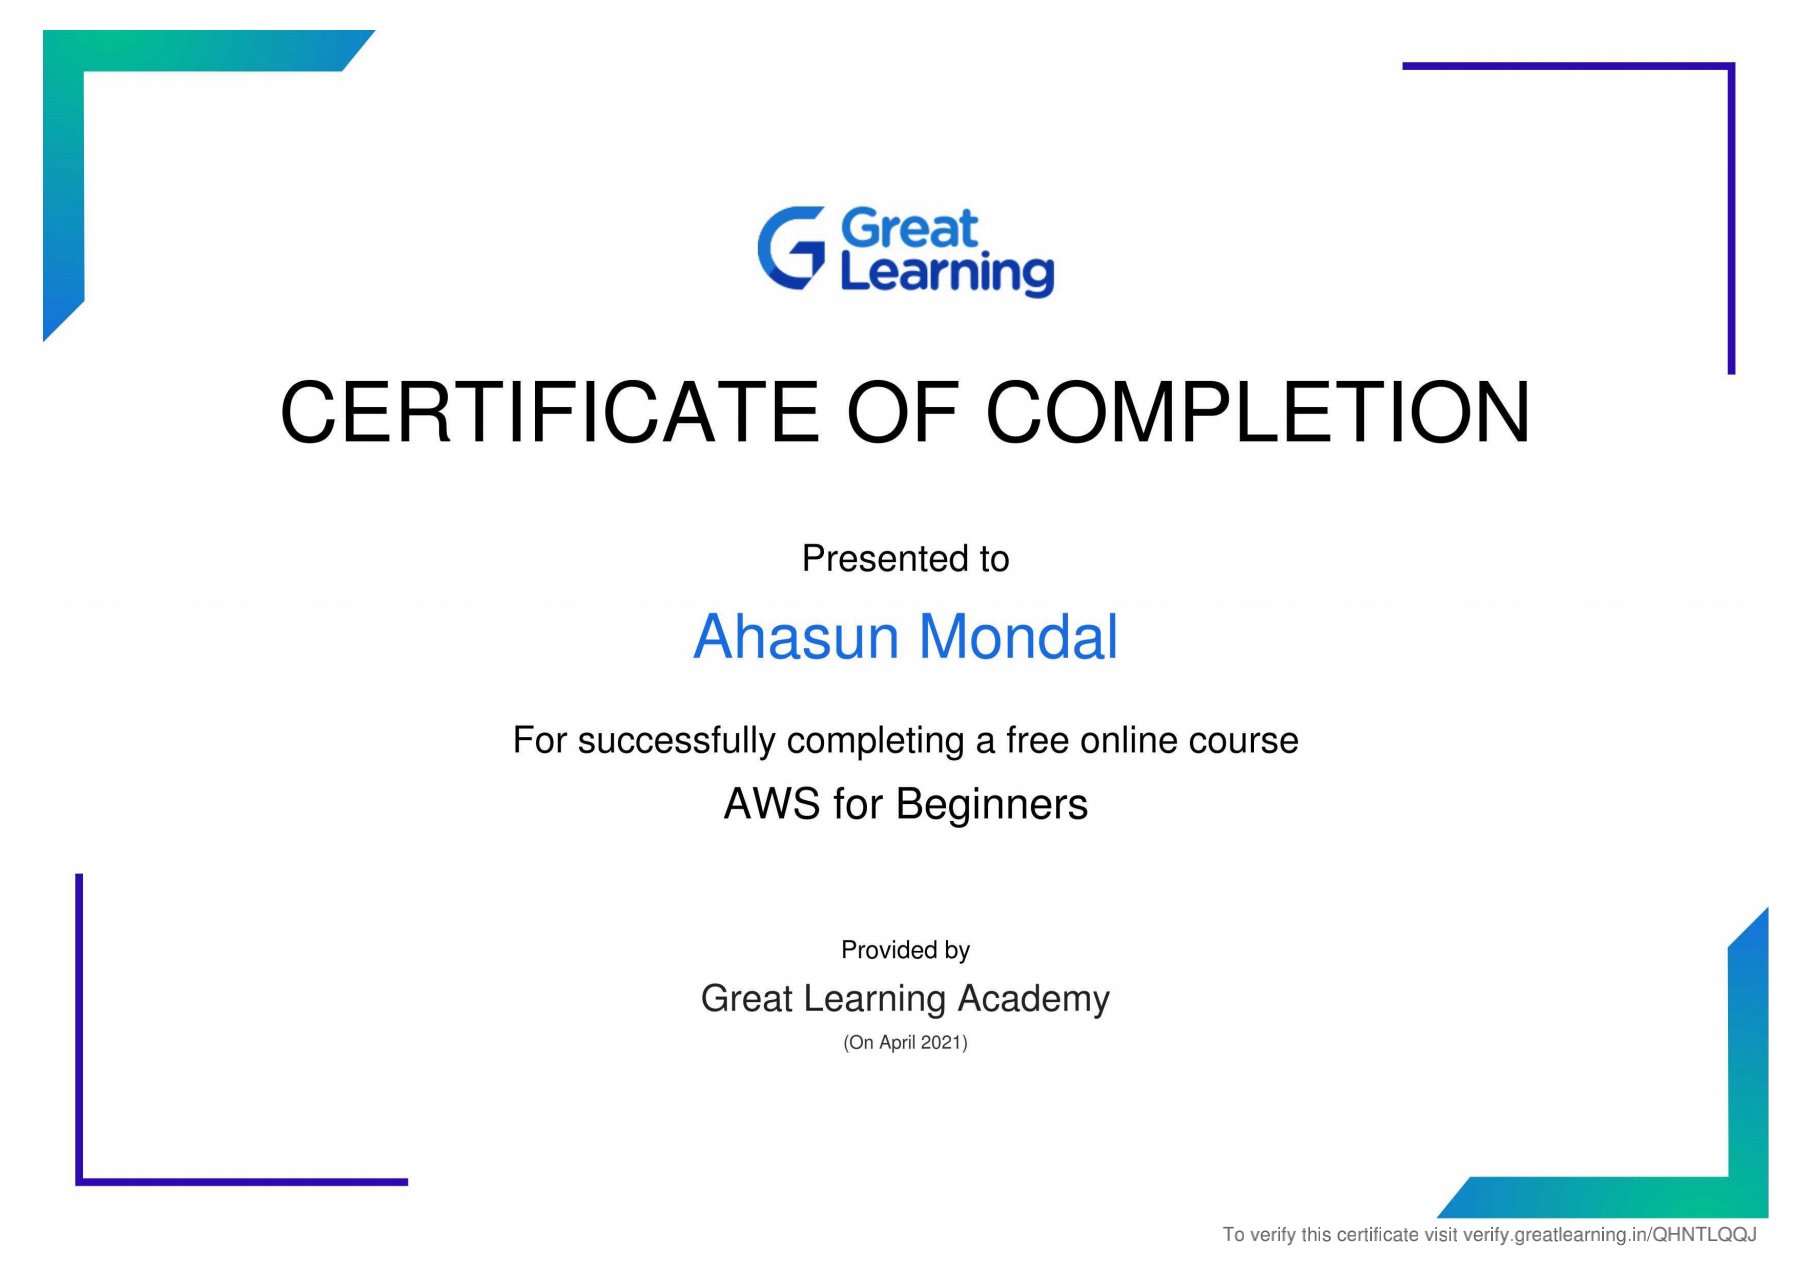 Great
Learning
CERTIFICATE OF COMPLETION
Presented to
Ahasun Mondal
For successfully completing a free online course
AWS for Beginners
Provided by
Great Learning Academy
(On April 2021)
To verify this certificate visit verify.greatlearning.in/QHNTLQQJ